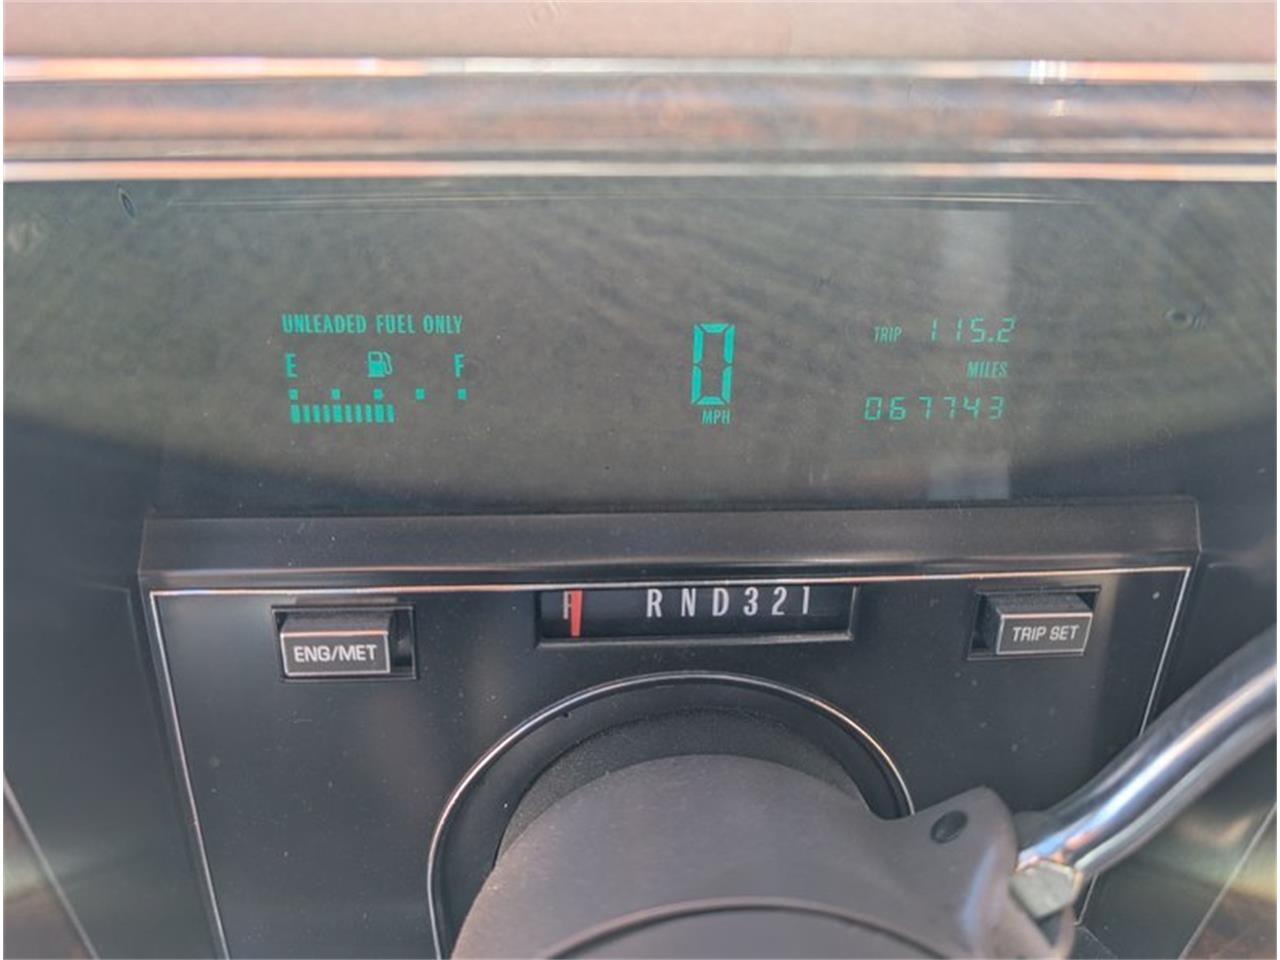 UNLEADED FUEL ONLY
E F
0
MPH
TRIP 115.2
MILES
067743
P RND321
ENG/MET
TRIP SET